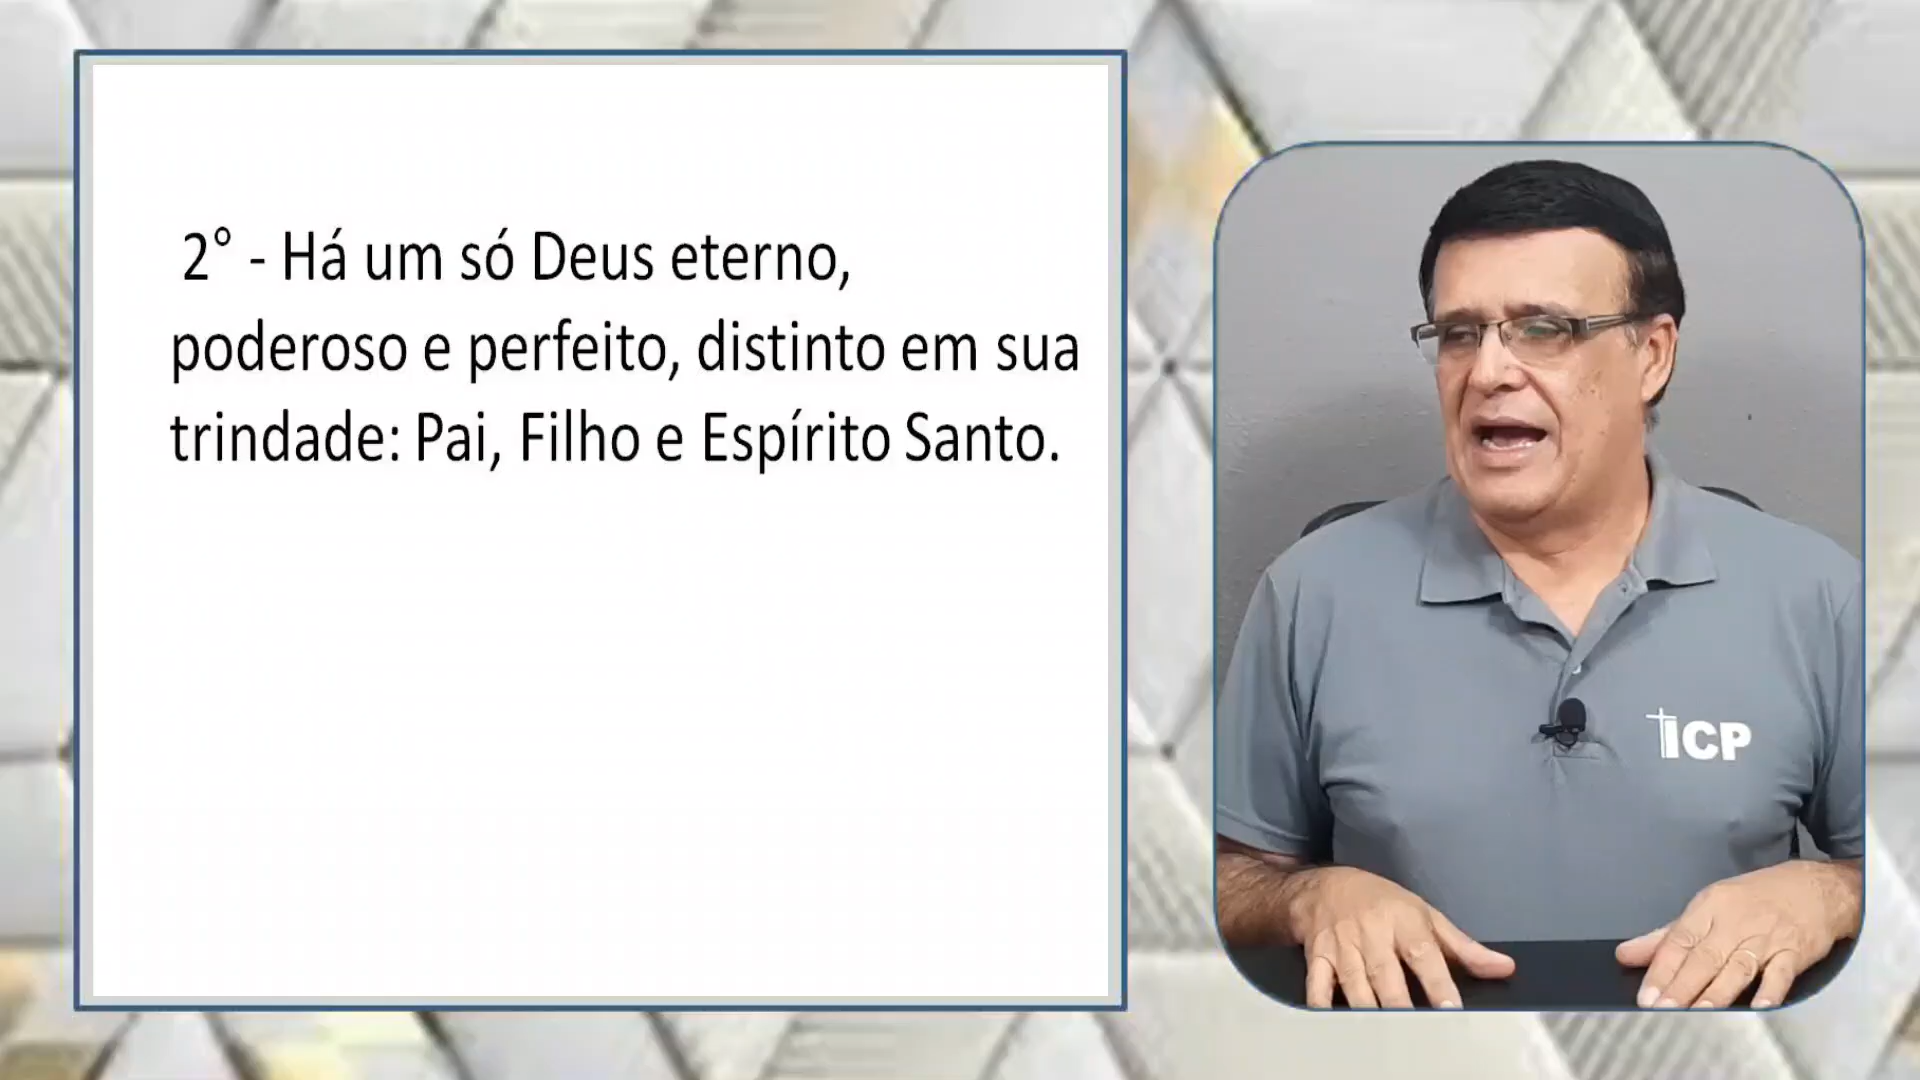 2° - Há um só Deus eterno,
poderoso e perfeito, distinto em sua
trindade: Pai, Filho e Espírito Santo.
ICP